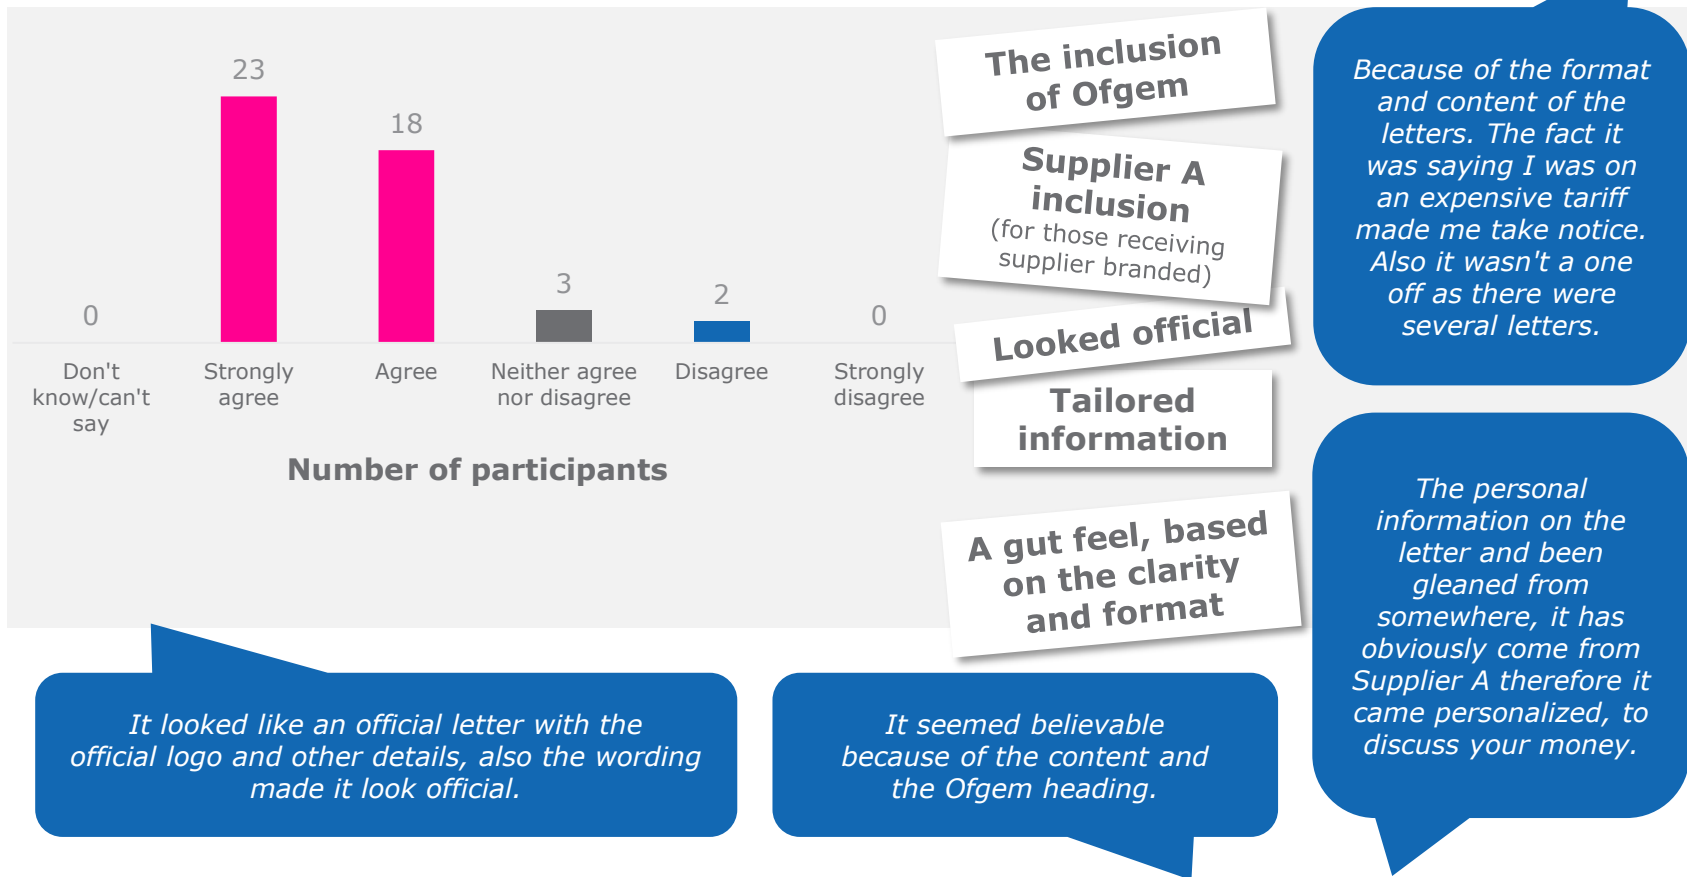 23
18
3
2
0
0
Don't
know/can't
say
Strongly
agree
Agree
Neither agree
nor disagree
Disagree
Strongly
disagree
Number of participants
The inclusion
of Ofgem
Supplier A
inclusion
(for those receiving
supplier branded)
Looked official
Tailored
information
A gut feel, based
on the clarity
and format
Because of the format
and content of the
letters. The fact it
was saying I was on
an expensive tariff
made me take notice.
Also it wasn't a one
off as there were
several letters.
The personal
information on the
letter and been
gleaned from
somewhere, it has
obviously come from
Supplier A therefore it
came personalized, to
discuss your money.
It looked like an official letter with the
official logo and other details, also the wording
made it look official.
It seemed believable
because of the content and
the Ofgem heading.